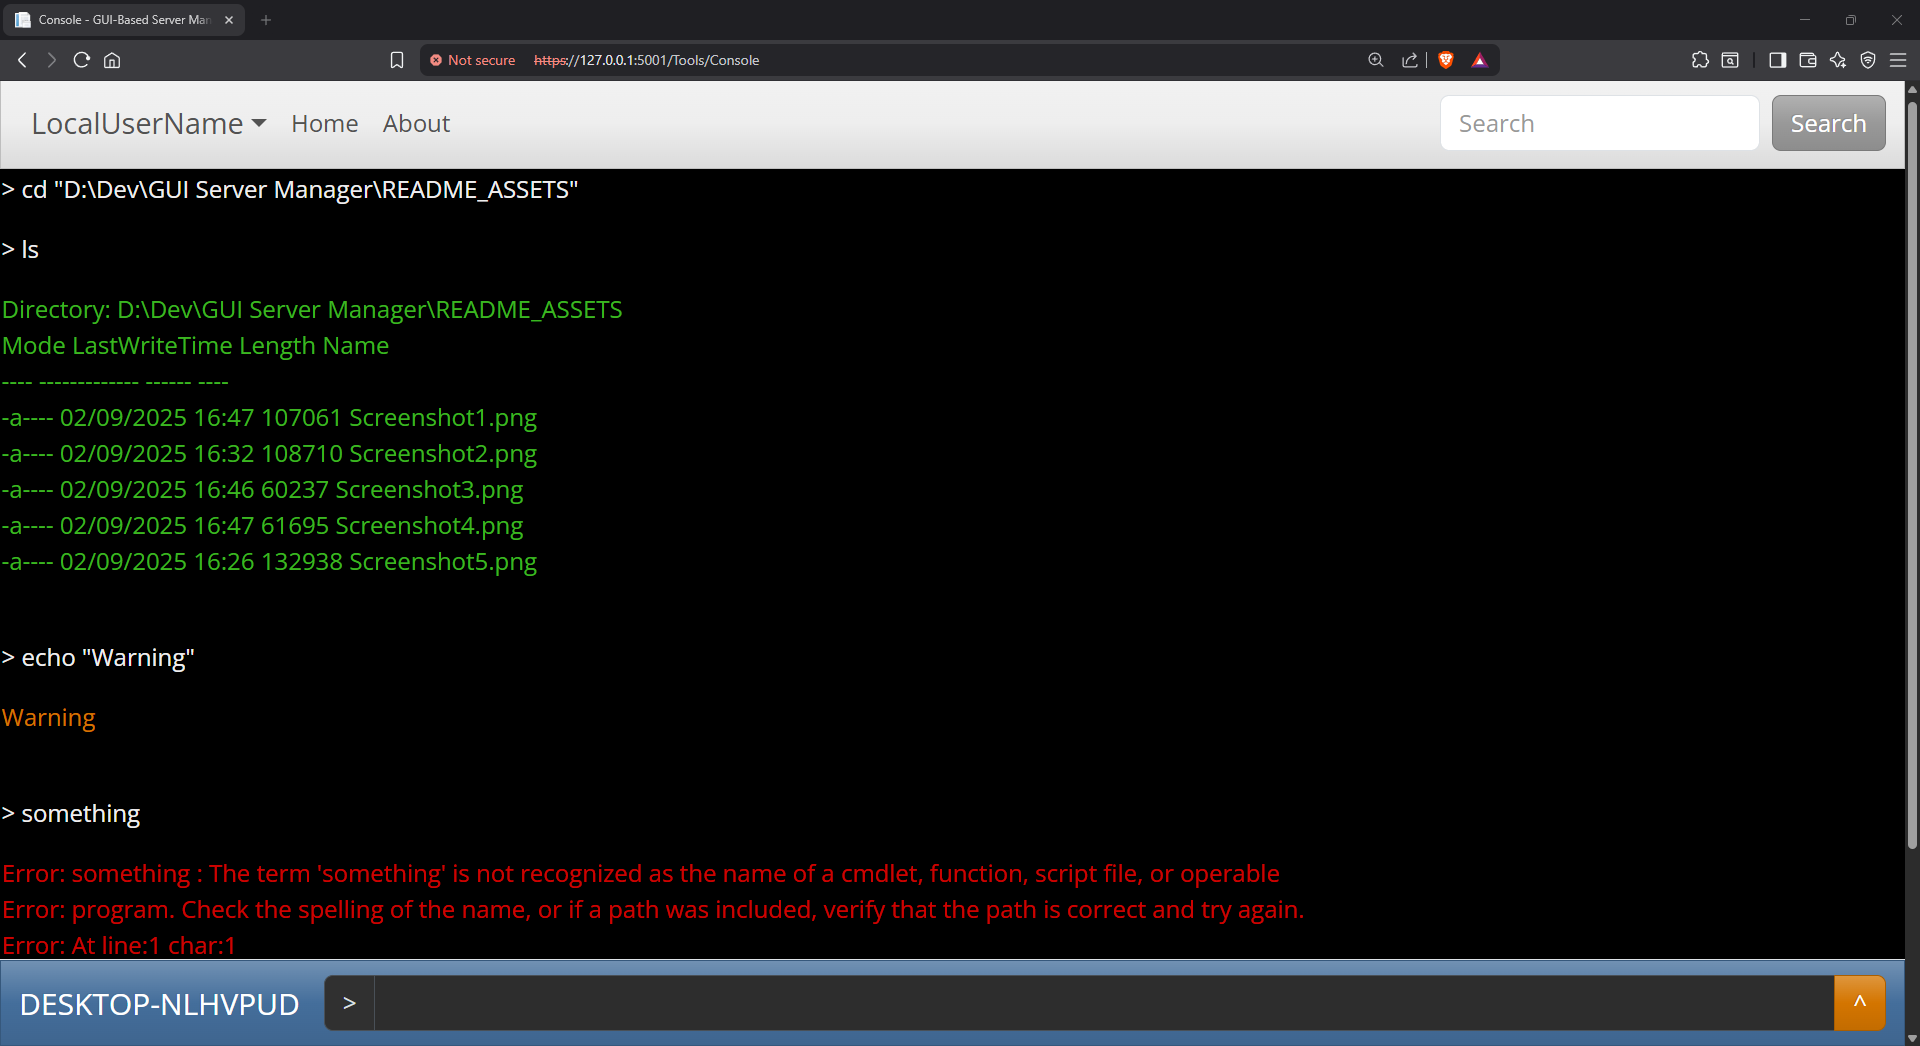 Console - GUI-Based Server Man
Not secure https://127.0.0.1:5001/Tools/Console
LocalUserName Home About Search Search
> cd "D:\Dev\GUI Server Manager\README_ASSETS"
> ls
Directory: D:\Dev\GUI Server Manager\README_ASSETS
Mode LastWriteTime Length Name
---- ------------- ------ ----
-a---- 02/09/2025 16:47 107061 Screenshot1.png
-a---- 02/09/2025 16:32 108710 Screenshot2.png
-a---- 02/09/2025 16:46 60237 Screenshot3.png
-a---- 02/09/2025 16:47 61695 Screenshot4.png
-a---- 02/09/2025 16:26 132938 Screenshot5.png
> echo "Warning"
Warning
> something
Error: something : The term 'something' is not recognized as the name of a cmdlet, function, script file, or operable
Error: program. Check the spelling of the name, or if a path was included, verify that the path is correct and try again.
Error: At line:1 char:1
DESKTOP-NLHVPUD > ^